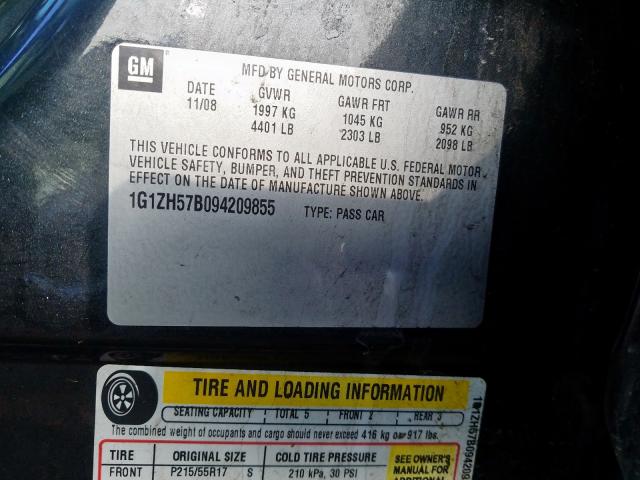 GM
MFD BY GENERAL MOTORS CORP.
DATE GVWR GAWR FRT GAWR RR
11/08 1997 KG 1045 KG 952 KG
4401 LB 2303 LB 2098 LB
THIS VEHICLE CONFORMS TO ALL APPLICABLE U.S. FEDERAL MOTOR
VEHICLE SAFETY, BUMPER, AND THEFT PREVENTION STANDARDS IN
EFFECT ON THE DATE OF MANUFACTURE SHOWN ABOVE.
1G1ZH57B094209855 TYPE: PASS CAR
TIRE AND LOADING INFORMATION
SEATING CAPACITY TOTAL 5 FRONT 2 REAR 3
The combined weight of occupants and cargo should never exceed 416 kg or 917 lbs.
TIRE ORIGINAL SIZE COLD TIRE PRESSURE
FRONT P215/55R17 S 210 kPa, 30 PSI
SEE OWNER'S
MANUAL FOR
ADDITIONAL
1G1ZH57B094209